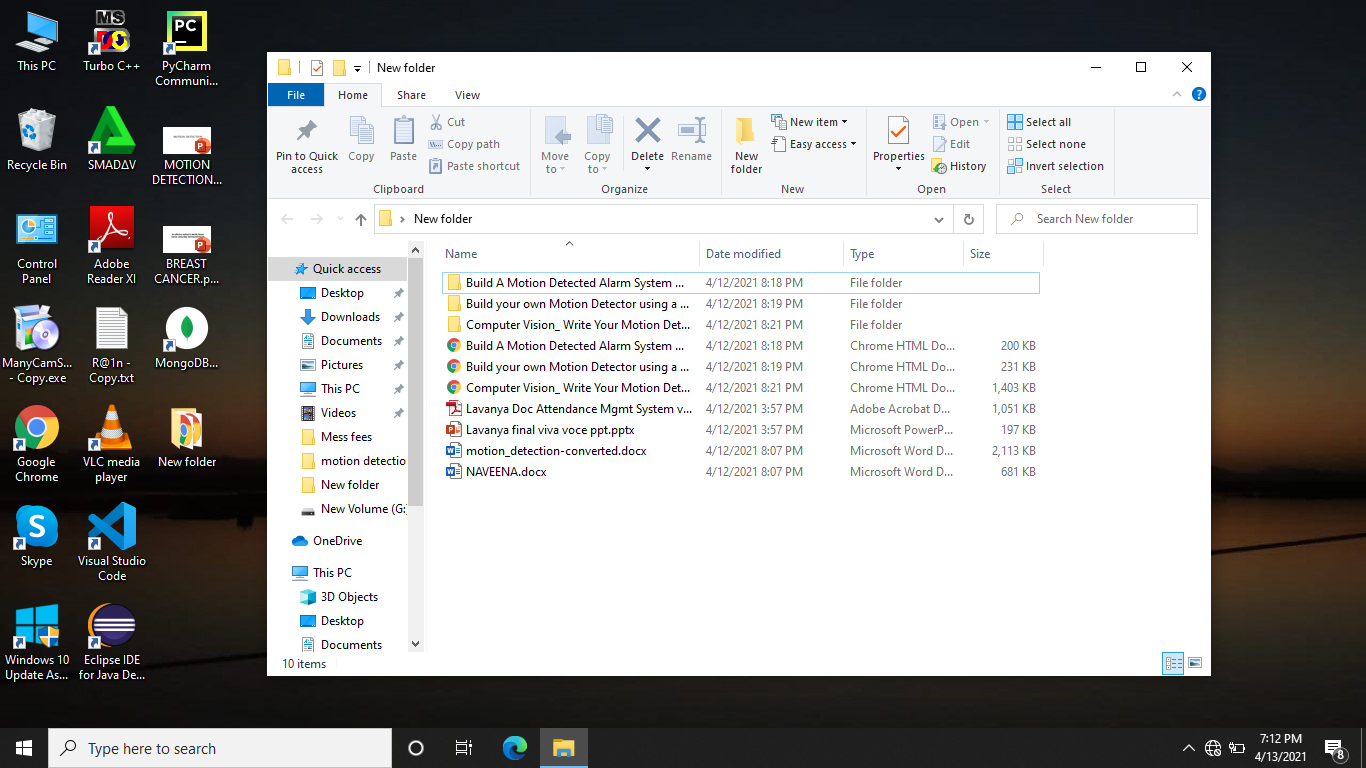 This PC
Turbo C++
PyCharm
Communi...
Recycle Bin
SMADΔV
MOTION
DETECTION...
Control
Panel
Adobe
Reader XI
BREAST
CANCER.p...
ManyCamS...
- Copy.exe
R@1n -
Copy.txt
MongoDB...
Google
Chrome
VLC media
player
New folder
Skype
Visual Studio
Code
Windows 10
Update As...
Eclipse IDE
for Java De...
New folder
File
Home
Share
View
Pin to Quick
access
Copy
Paste
Cut
Copy path
Paste shortcut
Clipboard
Move
to
Copy
to
Delete
Rename
Organize
New
folder
New item
Easy access
New
Properties
Open
Edit
History
Open
Select all
Select none
Invert selection
Select
New folder
Search New folder
Quick access
Desktop
Downloads
Documents
Pictures
This PC
Videos
Mess fees
motion detectio
New folder
New Volume (G:
OneDrive
This PC
3D Objects
Desktop
Documents
Name Date modified Type Size
Build A Motion Detected Alarm System ... 4/12/2021 8:18 PM File folder
Build your own Motion Detector using a ... 4/12/2021 8:19 PM File folder
Computer Vision_ Write Your Motion Det... 4/12/2021 8:21 PM File folder
Build A Motion Detected Alarm System ... 4/12/2021 8:18 PM Chrome HTML Do... 200 KB
Build your own Motion Detector using a ... 4/12/2021 8:19 PM Chrome HTML Do... 231 KB
Computer Vision_ Write Your Motion Det... 4/12/2021 8:21 PM Chrome HTML Do... 1,403 KB
Lavanya Doc Attendance Mgmt System v... 4/12/2021 3:57 PM Adobe Acrobat D... 1,051 KB
Lavanya final viva voce ppt.pptx 4/12/2021 3:57 PM Microsoft PowerP... 197 KB
motion_detection-converted.docx 4/12/2021 8:07 PM Microsoft Word D... 2,113 KB
NAVEENA.docx 4/12/2021 8:07 PM Microsoft Word D... 681 KB
10 items
Type here to search
7:12 PM
4/13/2021
8